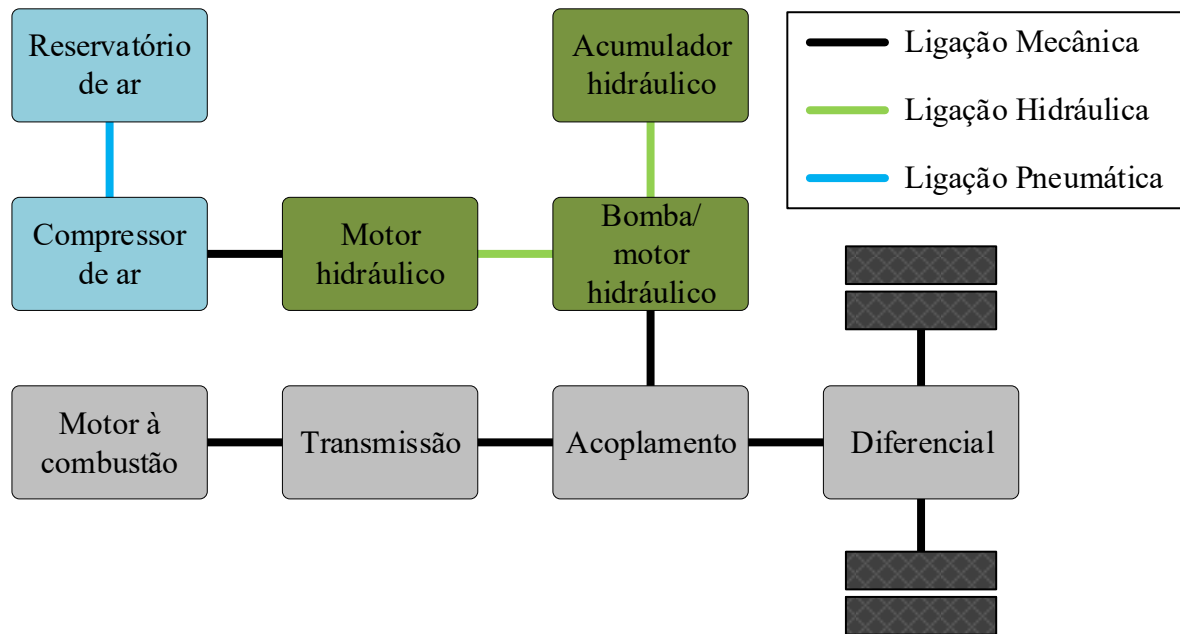 Reservatório
de ar
Acumulador
hidráulico
Ligação Mecânica
Ligação Hidráulica
Ligação Pneumática
Compressor
de ar
Motor
hidráulico
Bomba/
motor
hidráulico
Motor à
combustão
Transmissão
Acoplamento
Diferencial